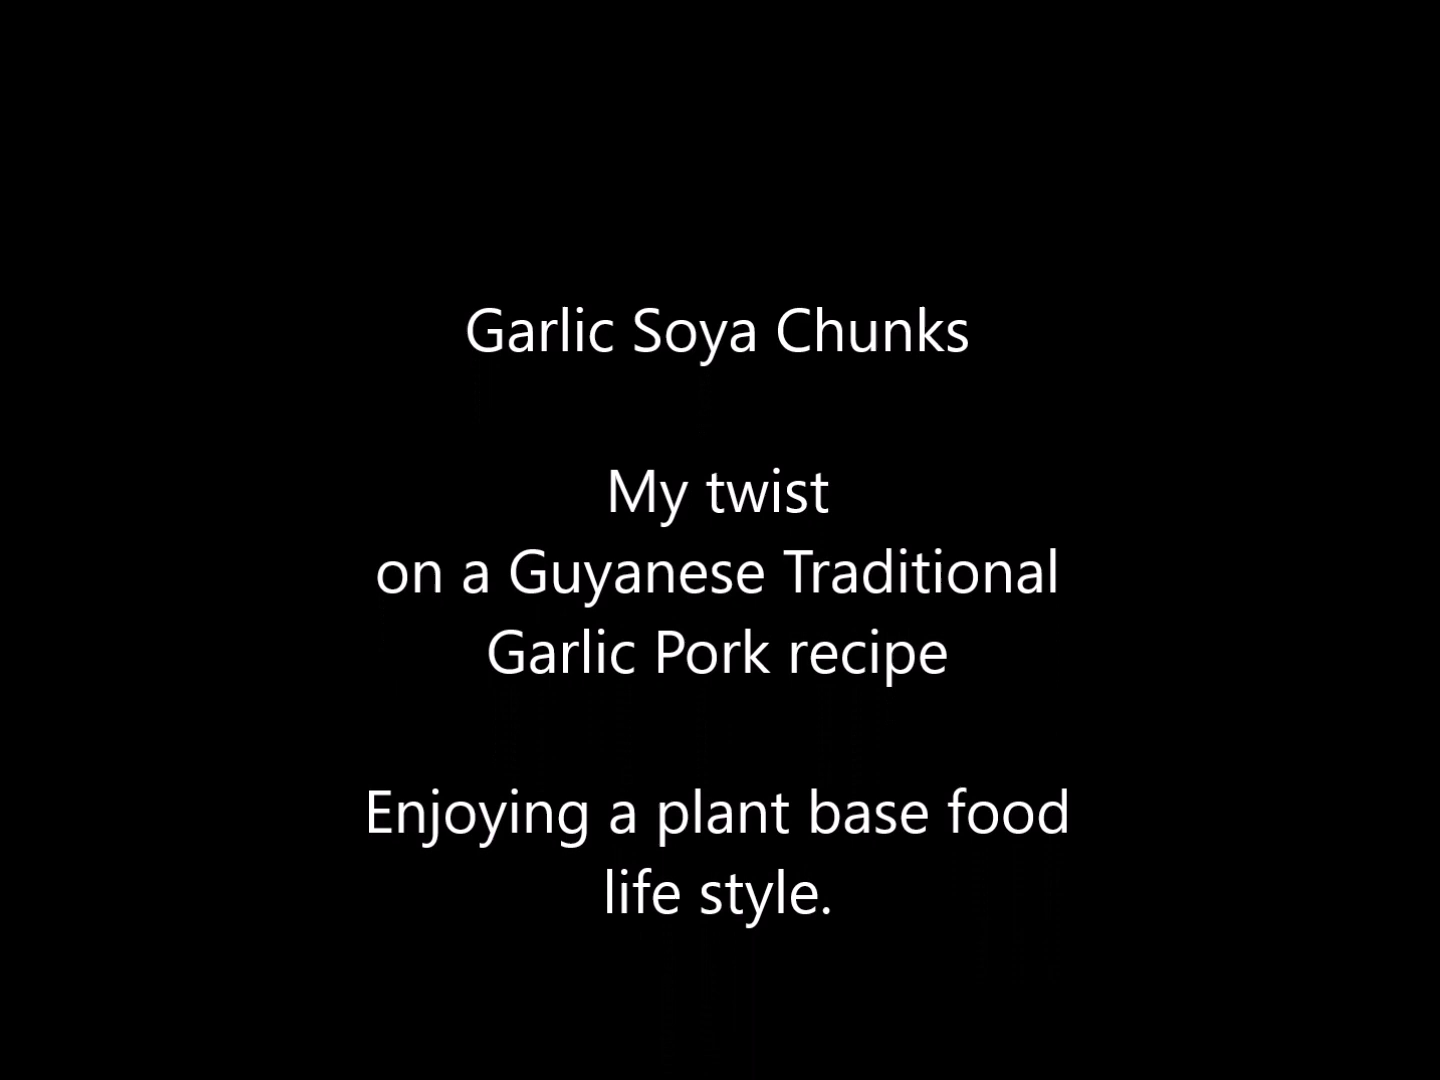 Garlic Soya Chunks
My twist
on a Guyanese Traditional
Garlic Pork recipe
Enjoying a plant base food
life style.